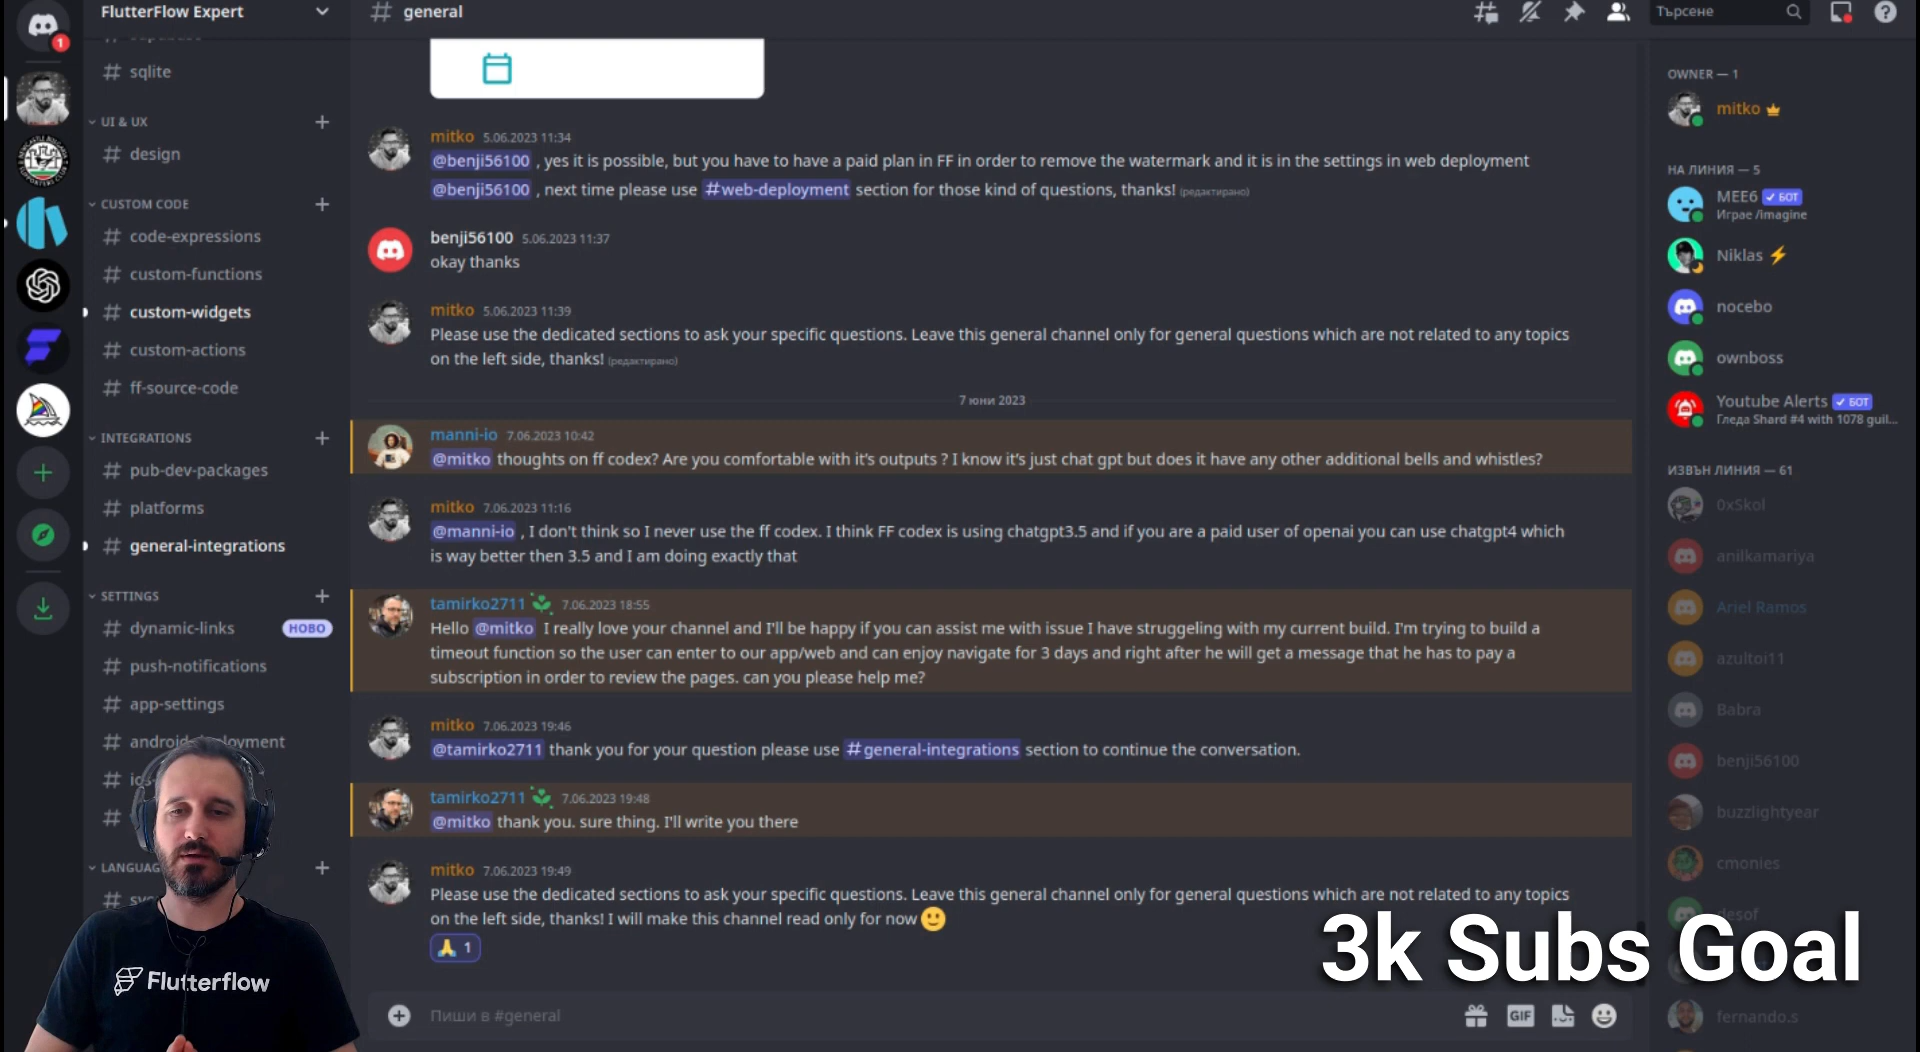 FlutterFlow Expert
# general
Търсене
1
supabase
# sqlite
UI & UX
# design
CUSTOM CODE
# code-expressions
# custom-functions
# custom-widgets
# custom-actions
# ff-source-code
INTEGRATIONS
# pub-dev-packages
# platforms
# general-integrations
SETTINGS
# dynamic-links НОВО
# push-notifications
# app-settings
#
#
#
#
mitko 5.06.2023 11:34
@benji56100 , yes it is possible, but you have to have a paid plan in FF in order to remove the watermark and it is in the settings in web deployment
@benji56100 , next time please use #web-deployment section for those kind of questions, thanks! (редактирано)
benji56100 5.06.2023 11:37
okay thanks
mitko 5.06.2023 11:39
Please use the dedicated sections to ask your specific questions. Leave this general channel only for general questions which are not related to any topics
on the left side, thanks! (редактирано)
7 юни 2023
manni-io 7.06.2023 10:42
@mitko thoughts on ff codex? Are you comfortable with it's outputs ? I know it's just chat gpt but does it have any other additional bells and whistles?
mitko 7.06.2023 11:16
@manni-io , I don't think so I never use the ff codex. I think FF codex is using chatgpt3.5 and if you are a paid user of openai you can use chatgpt4 which
is way better then 3.5 and I am doing exactly that
tamirko2711 7.06.2023 18:55
Hello @mitko I really love your channel and I'll be happy if you can assist me with issue I have struggeling with my current build. I'm trying to build a
timeout function so the user can enter to our app/web and can enjoy navigate for 3 days and right after he will get a message that he has to pay a
subscription in order to review the pages. can you please help me?
mitko 7.06.2023 19:46
@tamirko2711 thank you for your question please use #general-integrations section to continue the conversation.
tamirko2711 7.06.2023 19:48
@mitko thank you. sure thing. I'll write you there
mitko 7.06.2023 19:49
Please use the dedicated sections to ask your specific questions. Leave this general channel only for general questions which are not related to any topics
on the left side, thanks! I will make this channel read only for now 🙂
🙏 1
Пиши в #general
GIF
OWNER — 1
mitko
НА ЛИНИЯ — 5
MEE6 ✓ БОТ
Играе /imagine
Niklas ⚡
nocebo
ownboss
Youtube Alerts ✓ БОТ
Гледа Shard #4 with 1078 guil...
ИЗВЪН ЛИНИЯ — 61
0xSkol
anilkamariya
Ariel Ramos
azultoi11
Babra
benji56100
buzzlightyear
cmonies
desof
fernando.s
Flutterflow
3k Subs Goal